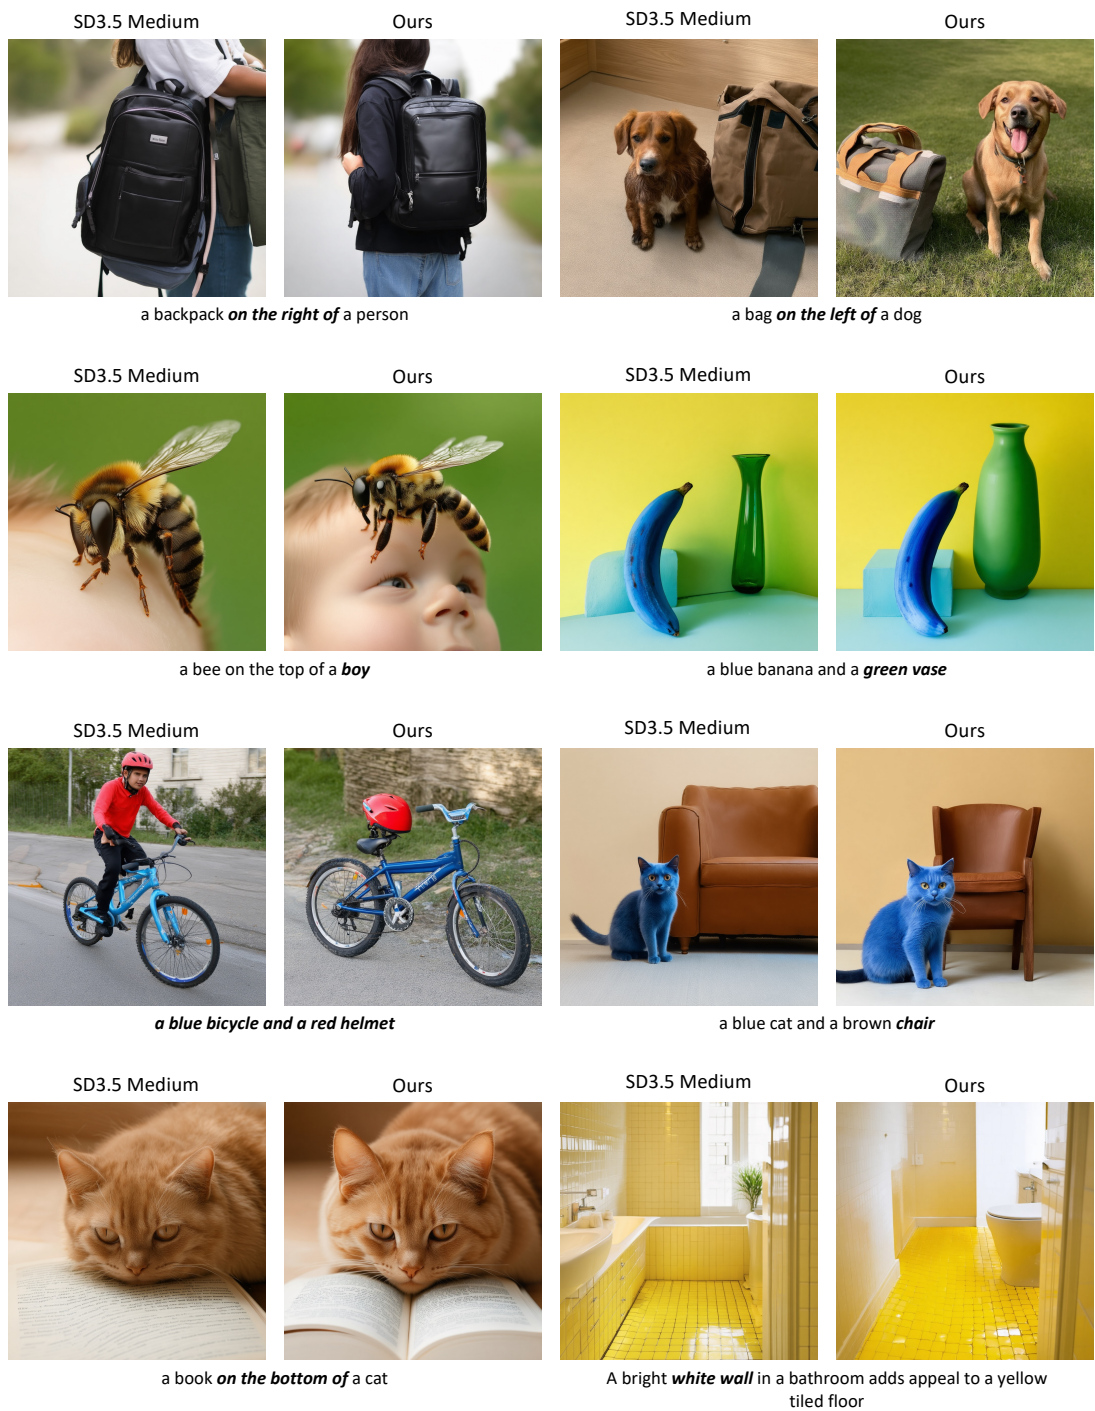 SD3.5 Medium
Ours
SD3.5 Medium
Ours
a backpack on the right of a person
a bag on the left of a dog
SD3.5 Medium
Ours
SD3.5 Medium
Ours
a bee on the top of a boy
a blue banana and a green vase
SD3.5 Medium
Ours
SD3.5 Medium
Ours
a blue bicycle and a red helmet
a blue cat and a brown chair
SD3.5 Medium
Ours
SD3.5 Medium
Ours
a book on the bottom of a cat
A bright white wall in a bathroom adds appeal to a yellow
tiled floor